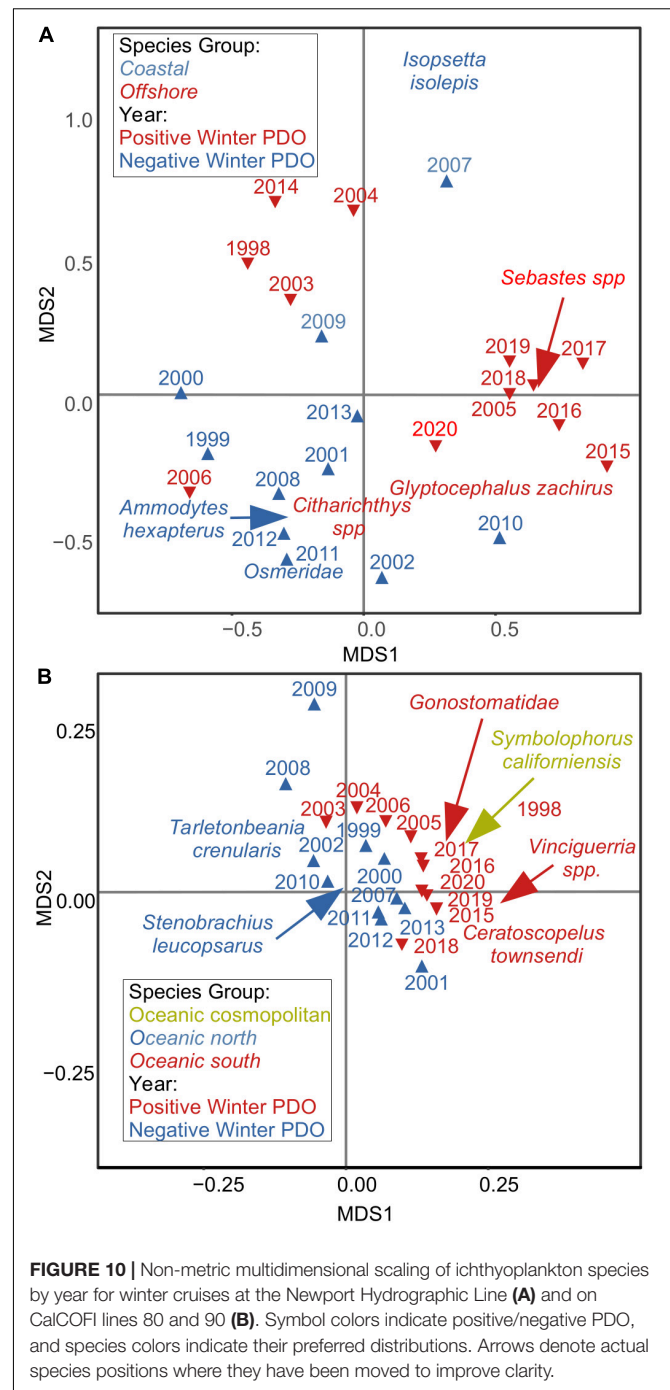 A
Species Group:
Coastal
Offshore
Year:
Positive Winter PDO
Negative Winter PDO
Isopsetta
isolepis
1.0
2007
2014
2004
1998
0.5
2003
Sebastes spp
MDS2
2009
2019
2017
2000
2018
0.0
2013
2005
2016
1999
2001
2020
2015
2006
2008
Glyptocephalus zachirus
Ammodytes
hexapterus
Citharichthys
spp
2010
−0.5
2012
2011
Osmeridae
2002
−0.5
0.0
0.5
MDS1
B
2009
Gonostomatidae
0.25
Symbolophorus
californiensis
2008
2004
2003
2006
1998
Tarletonbeania
crenularis
1999
2005
2002
2017
Vinciguerria
spp.
2016
2010
2000
2020
MDS2
0.00
2007
2019
Stenobrachius
leucopsarus
2011
2015
2013
Ceratoscopelus
townsendi
2012
2018
2001
Species Group:
Oceanic cosmopolitan
Oceanic north
Oceanic south
Year:
Positive Winter PDO
Negative Winter PDO
−0.25
−0.25
0.00
0.25
MDS1
FIGURE 10 | Non-metric multidimensional scaling of ichthyoplankton species
by year for winter cruises at the Newport Hydrographic Line (A) and on
CalCOFI lines 80 and 90 (B). Symbol colors indicate positive/negative PDO,
and species colors indicate their preferred distributions. Arrows denote actual
species positions where they have been moved to improve clarity.